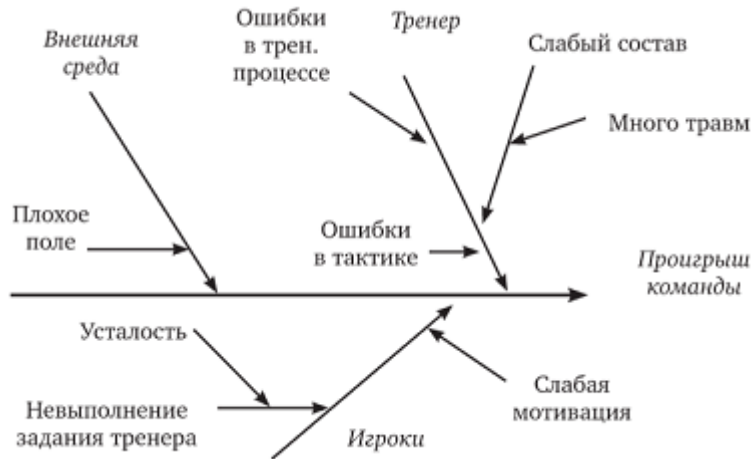 Внешняя
среда
Ошибки
в трен.
процессе
Тренер
Слабый состав
Много травм
Плохое
поле
Ошибки
в тактике
Проигрыш
команды
Усталость
Невыполнение
задания тренера
Игроки
Слабая
мотивация